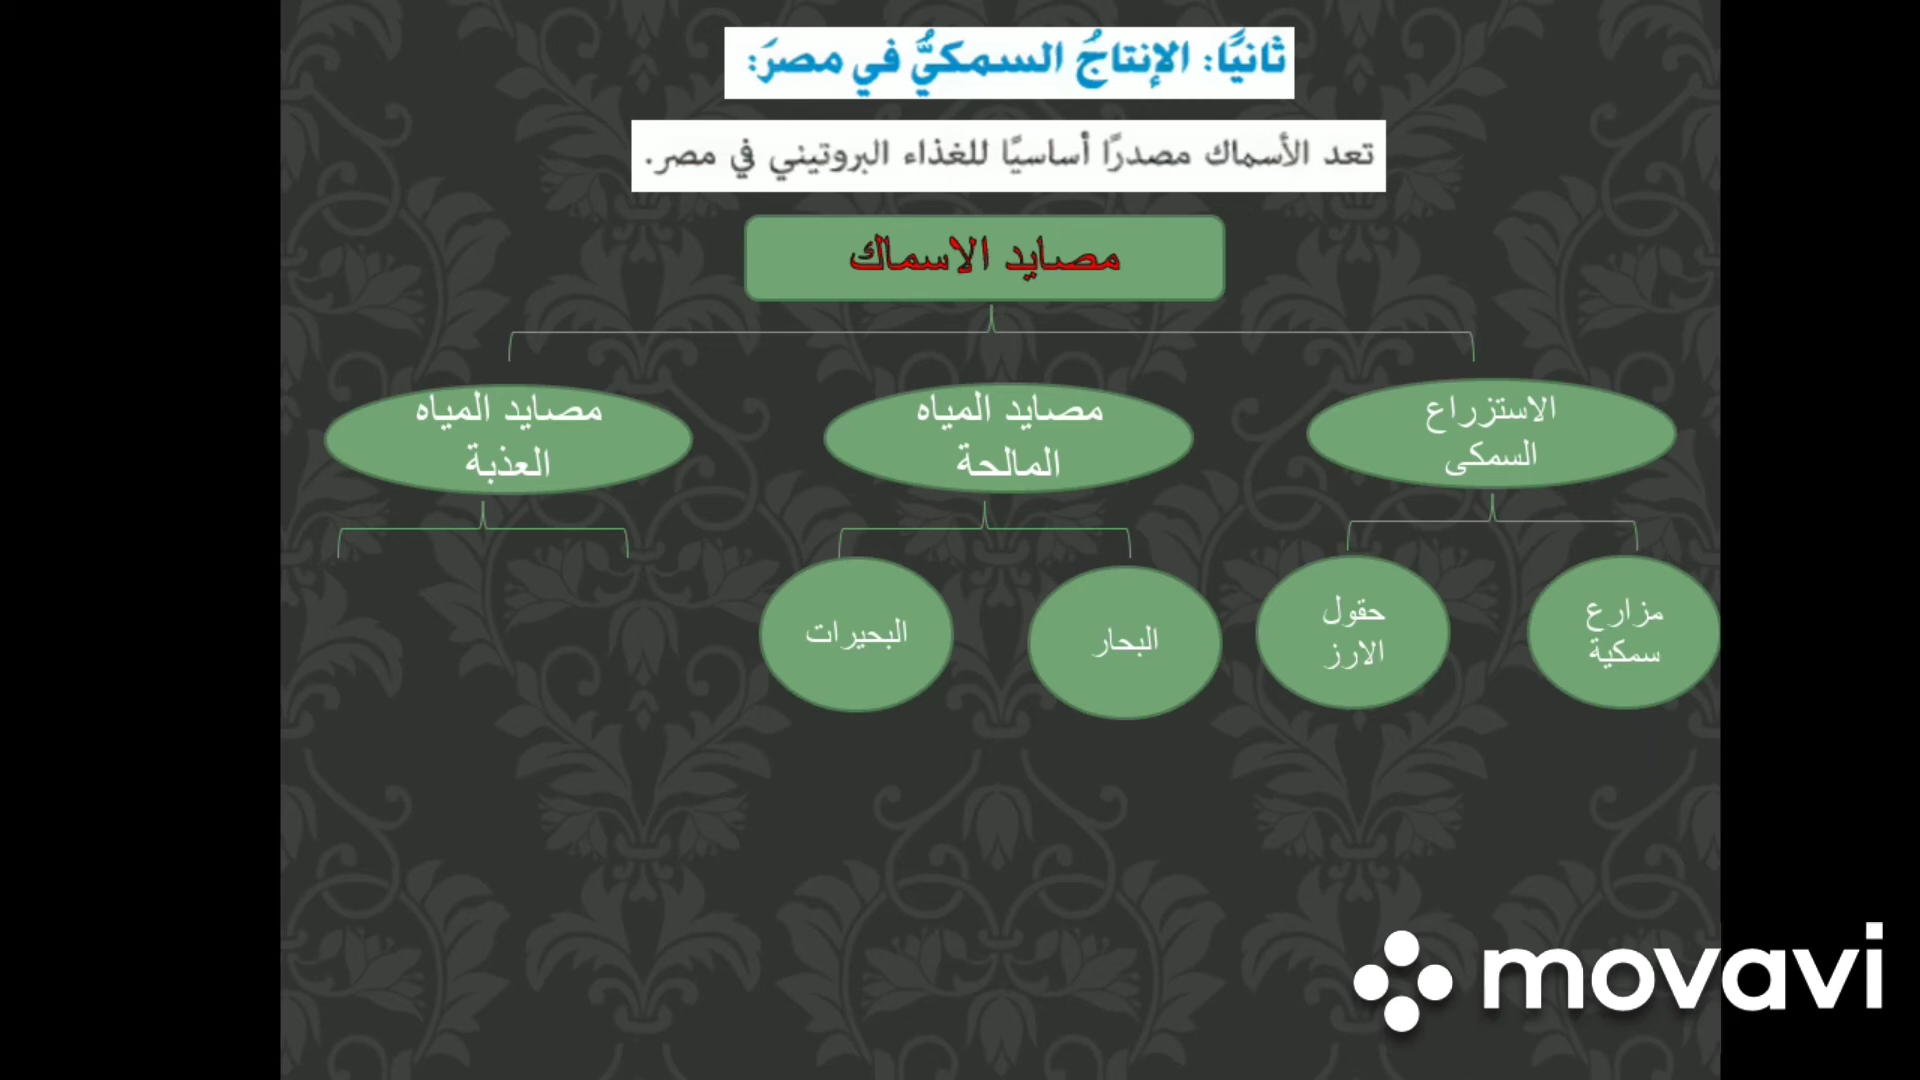 ثانيًا: الإنتاجُ السمكيُّ في مصرَ:
تعد الأسماك مصدرًا أساسيًا للغذاء البروتيني في مصر.
مصايد الاسماك
الاستزراع
السمكى
مصايد المياه
المالحة
مصايد المياه
العذبة
مزارع
سمكية
حقول
الارز
البحار
البحيرات
movavi